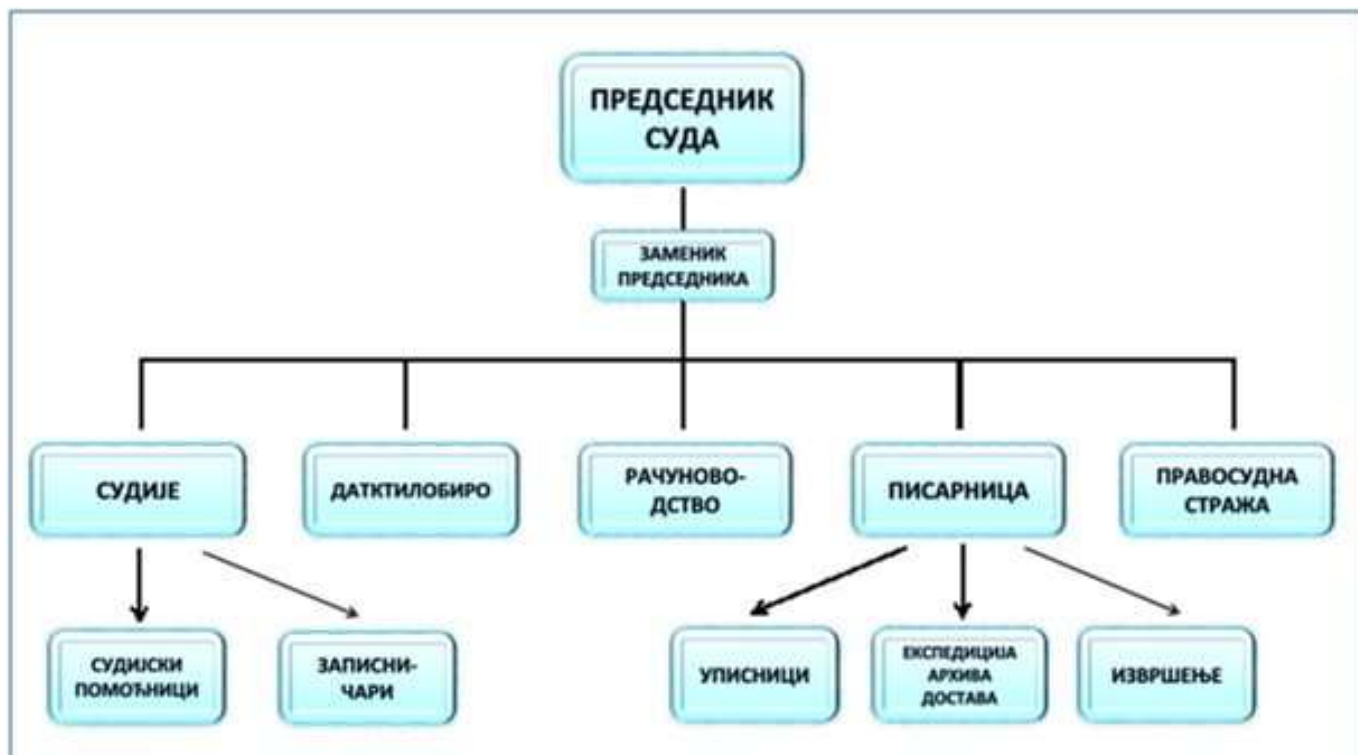 ПРЕДСЕДНИК
СУДА
ЗАМЕНИК
ПРЕДСЕДНИКА
СУДИЈЕ
ДАТКТИЛОБИРО
РАЧУНОВО-
ДСТВО
ПИСАРНИЦА
ПРАВОСУДНА
СТРАЖА
СУДИЈСКИ
ПОМОЋНИЦИ
ЗАПИСНИ-
ЧАРИ
УПИСНИЦИ
ЕКСПЕДИЦИЈА
АРХИВА
ДОСТАВА
ИЗВРШЕЊЕ